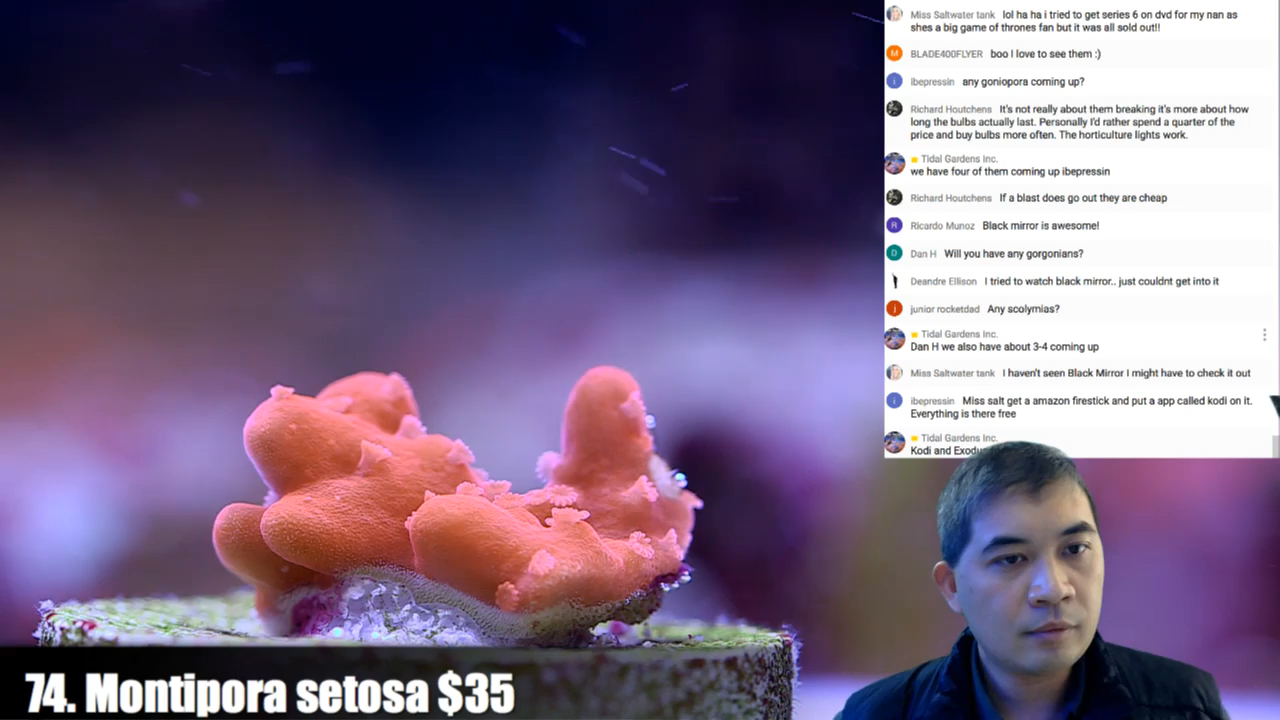 Miss Saltwater tank lol ha ha i tried to get series 6 on dvd for my nan as
shes a big game of thrones fan but it was all sold out!!
M BLADE400FLYER boo I love to see them :)
i ibepressin any goniopora coming up?
Richard Houtchens It's not really about them breaking it's more about how
long the bulbs actually last. Personally I'd rather spend a quarter of the
price and buy bulbs more often. The horticulture lights work.
Tidal Gardens Inc.
we have four of them coming up ibepressin
Richard Houtchens If a blast does go out they are cheap
R Ricardo Munoz Black mirror is awesome!
D Dan H Will you have any gorgonians?
Deandre Ellison I tried to watch black mirror.. just couldnt get into it
j junior rocketdad Any scolymias?
Tidal Gardens Inc.
Dan H we also have about 3-4 coming up
Miss Saltwater tank I haven't seen Black Mirror I might have to check it out
i ibepressin Miss salt get a amazon firestick and put a app called kodi on it.
Everything is there free
Tidal Gardens Inc.
Kodi and Exodu
74. Montipora setosa $35